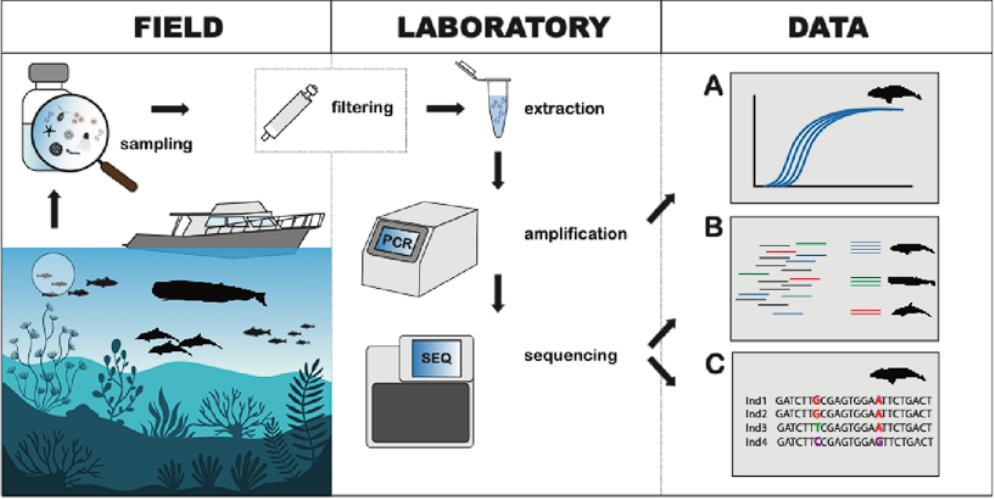 FIELD
LABORATORY
DATA
sampling
filtering
extraction
PCR
amplification
SEQ
sequencing
A
B
C
Ind1 GATCTTGCGAGTGGAATTCTGACT
Ind2 GATCTTGCGAGTGGAATTCTGACT
Ind3 GATCTTTCGAGTGGAATTCTGACT
Ind4 GATCTTCCGAGTGGAGTTCTGACT